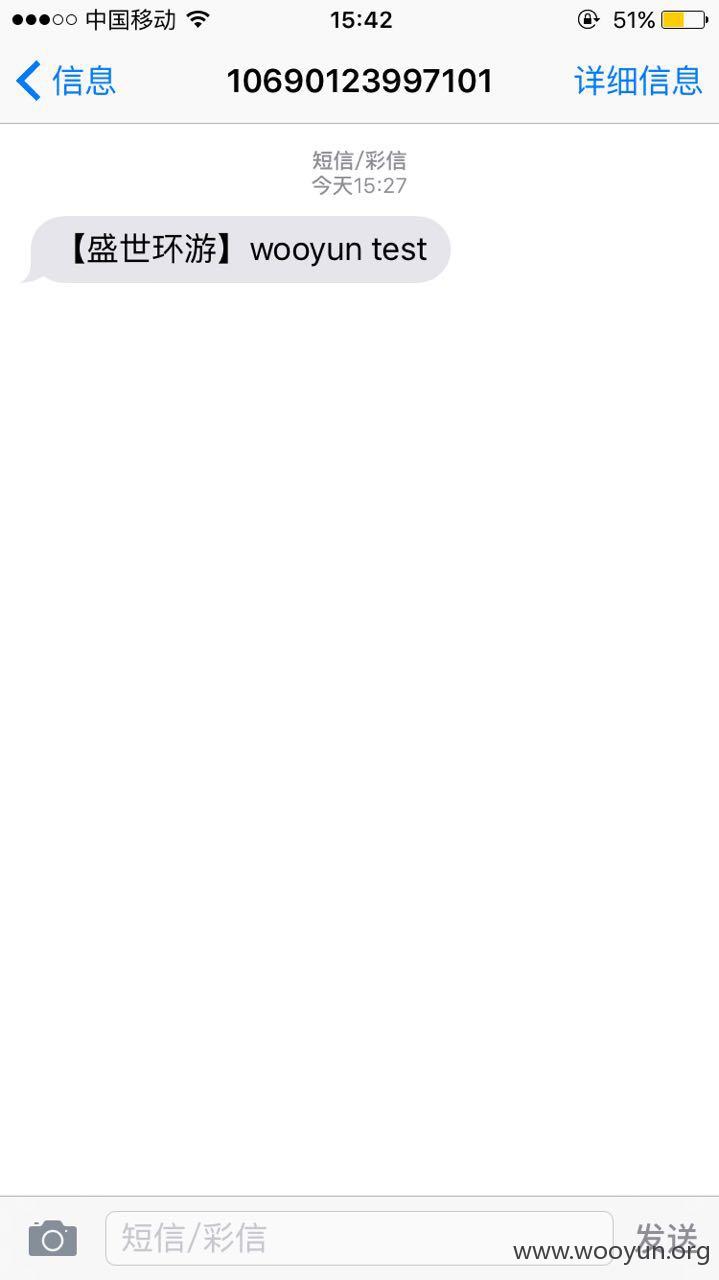 中国移动 15:42 51%
信息 10690123997101 详细信息
短信/彩信
今天15:27
【盛世环游】wooyun test
短信/彩信 发送
www.wooyun.org